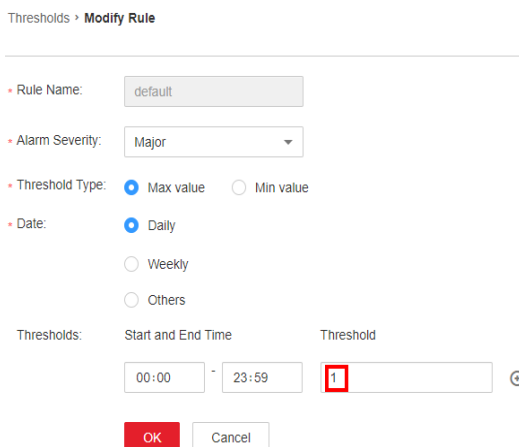 Thresholds › Modify Rule
* Rule Name: default
* Alarm Severity: Major
* Threshold Type: Max value Min value
* Date: Daily
Weekly
Others
Thresholds: Start and End Time Threshold
00:00 - 23:59 1
OK Cancel